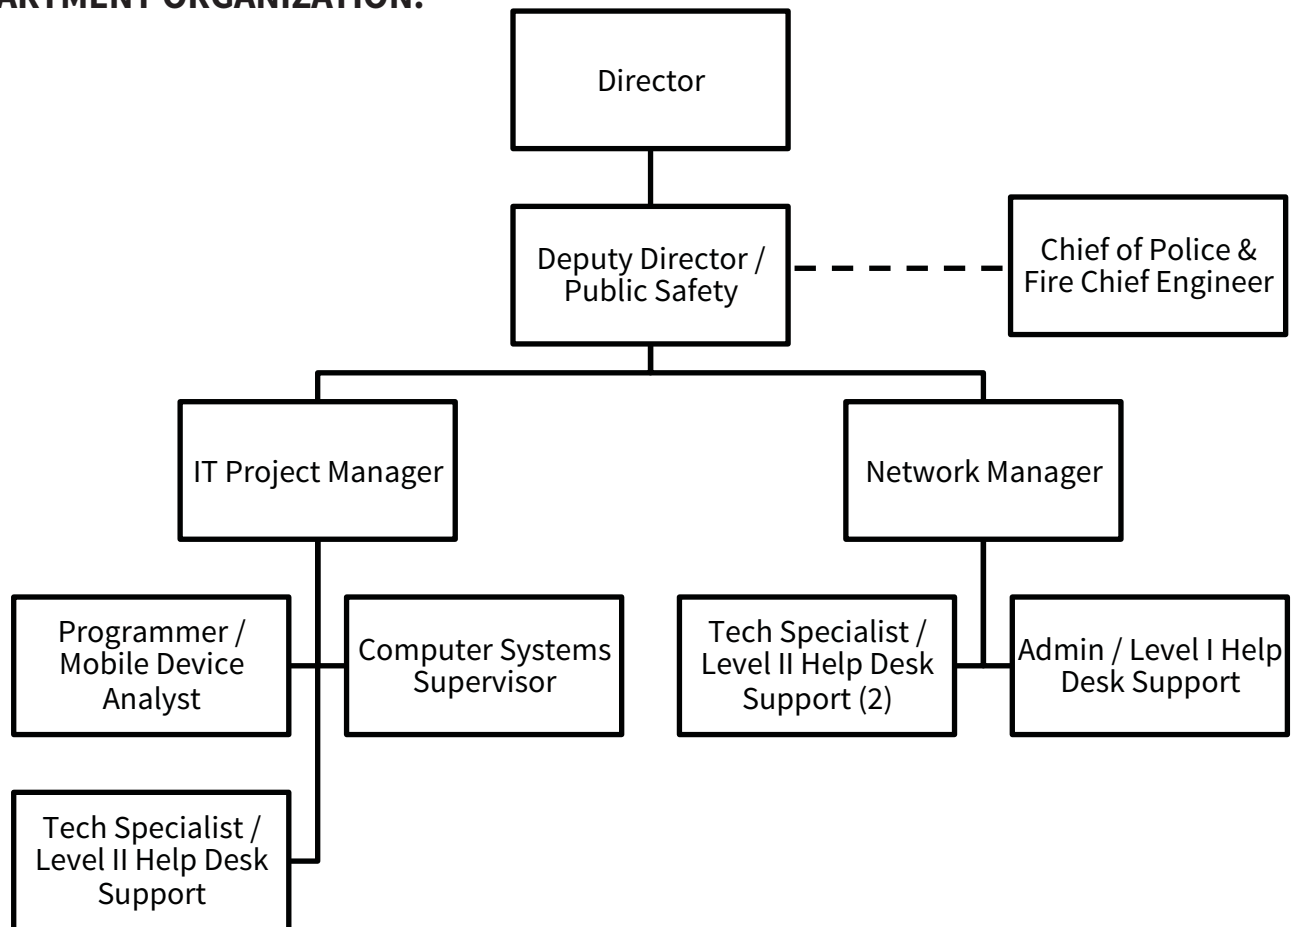 ORGANIZATION:
Director
Deputy Director /
Public Safety
Chief of Police &
Fire Chief Engineer
IT Project Manager
Network Manager
Programmer /
Mobile Device
Analyst
Computer Systems
Supervisor
Tech Specialist /
Level II Help Desk
Support (2)
Admin / Level I Help
Desk Support
Tech Specialist /
Level II Help Desk
Support